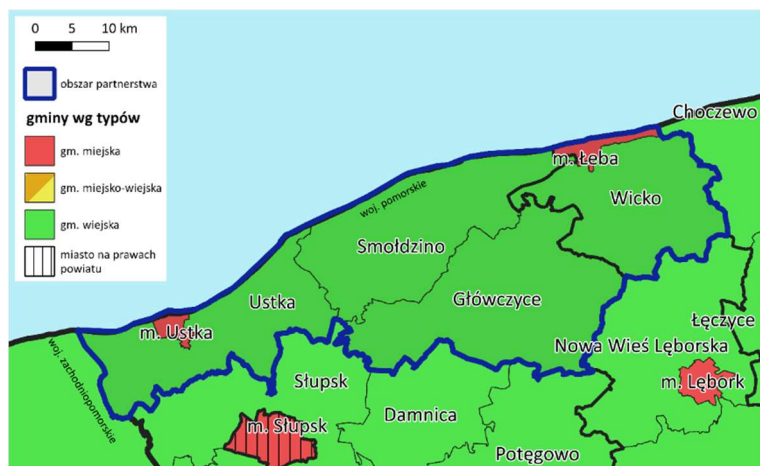 0 5 10 km
obszar partnerstwa
gminy wg typów
gm. miejska
gm. miejsko-wiejska
gm. wiejska
miasto na prawach
powiatu
Choczewo
m. Łeba
woj. pomorskie
Wicko
Smołdzino
Ustka
Główczyce
m. Ustka
Łęczyce
Nowa Wieś Lęborska
woj. zachodniopomorskie
Słupsk
m. Lębork
Damnica
m. Słupsk
Potęgowo